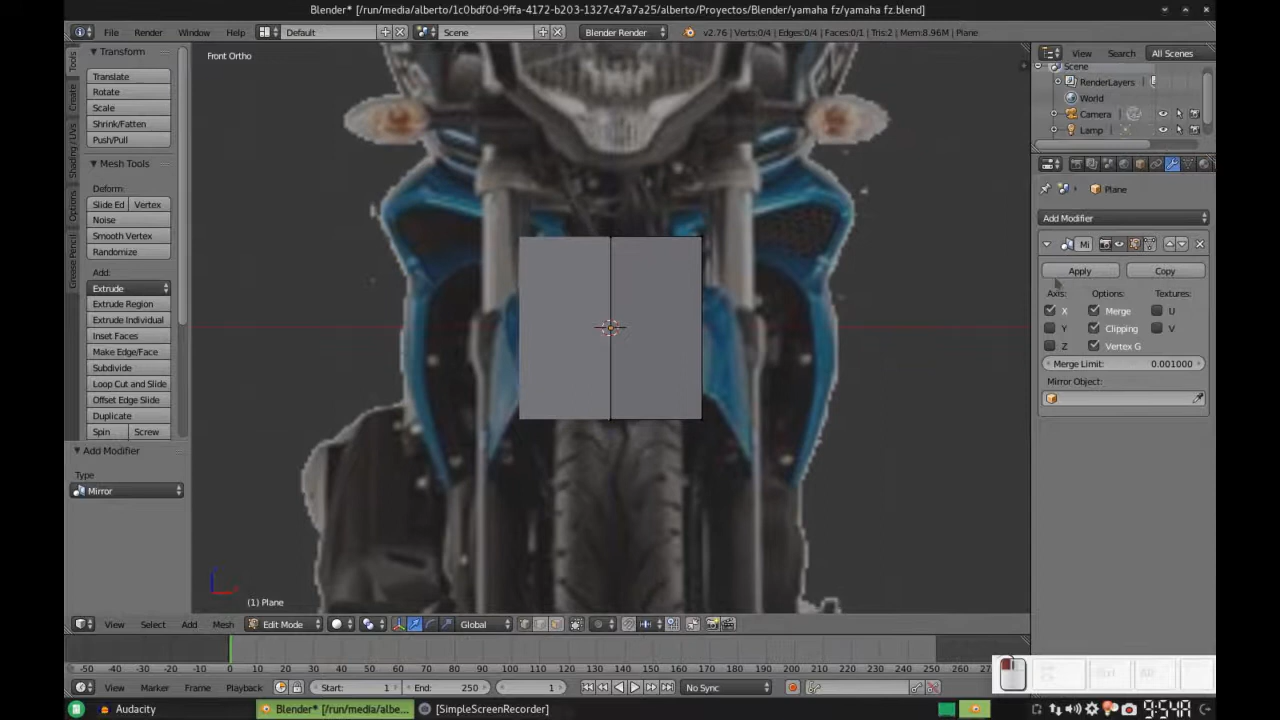 Blender* [/run/media/alberto/1c0bdf0d-9ffa-4172-b203-1327c47a7a25/alberto/Proyectos/Blender/yamaha fz/yamaha fz.blend]
File Render Window Help Default Scene Blender Render v2.76 | Verts:0/4 | Edges:0/4 | Faces:0/1 | Tris:2 | Mem:8.96M | Plane
View Search All Scenes
Front Ortho
Tools
Create
Shading / UVs
Options
Grease Pencil
Transform
Translate
Rotate
Scale
Shrink/Fatten
Push/Pull
Mesh Tools
Deform:
Slide Ed Vertex
Noise
Smooth Vertex
Randomize
Add:
Extrude
Extrude Region
Extrude Individual
Inset Faces
Make Edge/Face
Subdivide
Loop Cut and Slide
Offset Edge Slide
Duplicate
Spin Screw
Add Modifier
Type
Mirror
Scene
RenderLayers
World
Camera
Lamp
Plane
Add Modifier
Mi
Apply Copy
Axis: Options: Textures:
X Merge U
Y Clipping V
Z Vertex G
Merge Limit: 0.001000
Mirror Object:
(1) Plane
View Select Add Mesh Edit Mode Global
-50 -40 -30 -20 -10 0 10 20 30 40 50 60 70 80 90 100 110 120 130 140 150 160 170 180 190 200 210 220 230 240 250 260
View Marker Frame Playback Start: 1 End: 250 1 No Sync
Ctrl
Audacity Blender* [/run/media/albe... [SimpleScreenRecorder]